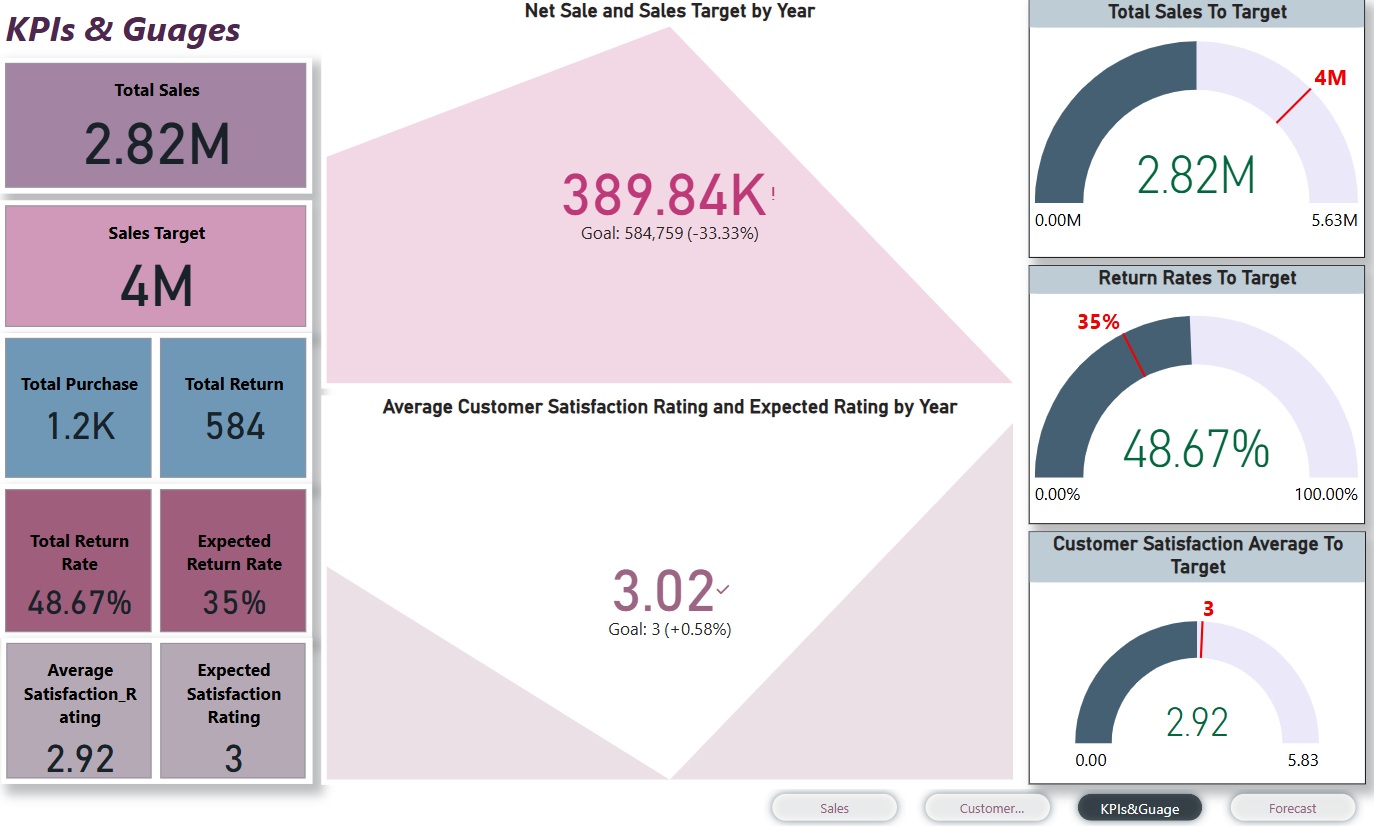 KPIs & Guages
Total Sales
2.82M
Sales Target
4M
Total Purchase
1.2K
Total Return
584
Total Return
Rate
48.67%
Expected
Return Rate
35%
Average
Satisfaction_R
ating
2.92
Expected
Satisfaction
Rating
3
Net Sale and Sales Target by Year
389.84K!
Goal: 584,759 (-33.33%)
Average Customer Satisfaction Rating and Expected Rating by Year
3.02✓
Goal: 3 (+0.58%)
Total Sales To Target
4M
2.82M
0.00M
5.63M
Return Rates To Target
35%
48.67%
0.00%
100.00%
Customer Satisfaction Average To
Target
3
2.92
0.00
5.83
Sales
Customer...
KPIs&Guage
Forecast